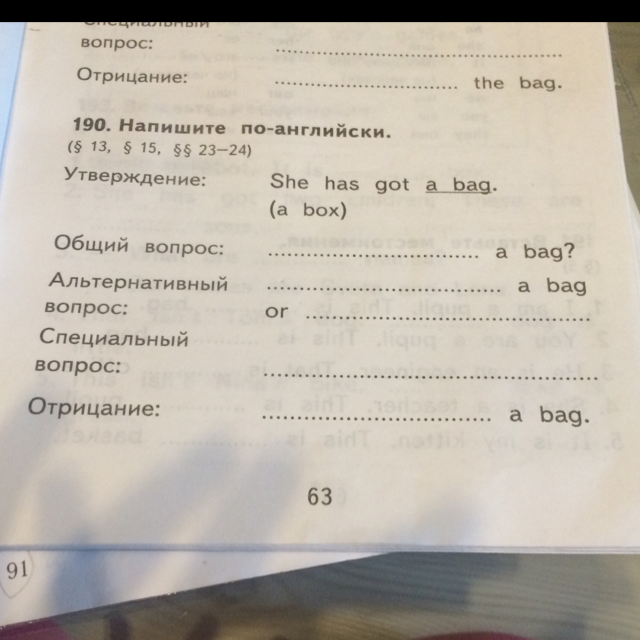 Специальный
вопрос: ..........................................
Отрицание: ............................ the bag.
190. Напишите по-английски.
(§ 13, § 15, §§ 23–24)
Утверждение: She has got a bag.
(a box)
Общий вопрос: ................................ a bag?
Альтернативный ................................ a bag
вопрос: or ..........................................
Специальный
вопрос: ..........................................
Отрицание: ................................ a bag.
63
91